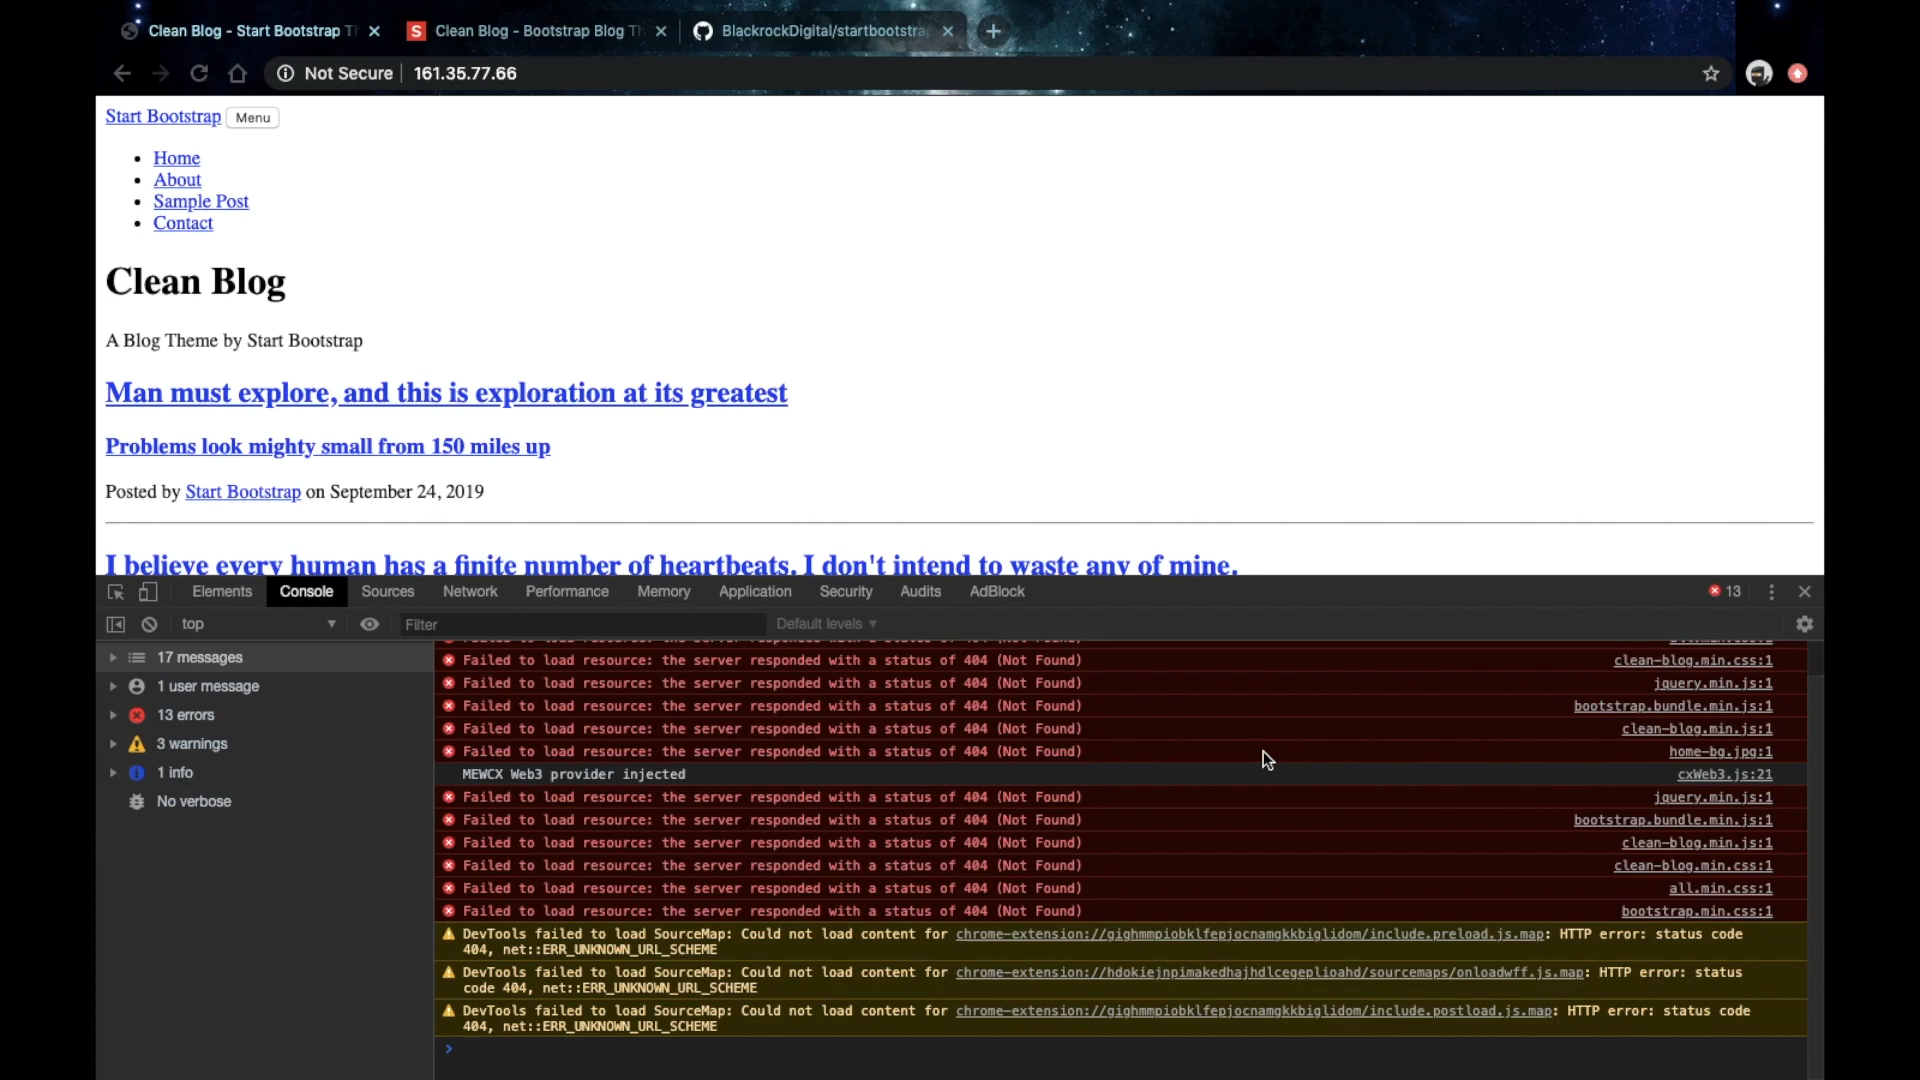 Clean Blog - Start Bootstrap Th
S Clean Blog - Bootstrap Blog Th
BlackrockDigital/startbootstra
Not Secure 161.35.77.66
Start Bootstrap Menu
Home
About
Sample Post
Contact
Clean Blog
A Blog Theme by Start Bootstrap
Man must explore, and this is exploration at its greatest
Problems look mighty small from 150 miles up
Posted by Start Bootstrap on September 24, 2019
I believe every human has a finite number of heartbeats. I don't intend to waste any of mine.
Elements Console Sources Network Performance Memory Application Security Audits AdBlock 13
top Filter Default levels
17 messages
1 user message
13 errors
3 warnings
1 info
No verbose
Failed to load resource: the server responded with a status of 404 (Not Found) clean-blog.min.css:1
Failed to load resource: the server responded with a status of 404 (Not Found) jquery.min.js:1
Failed to load resource: the server responded with a status of 404 (Not Found) bootstrap.bundle.min.js:1
Failed to load resource: the server responded with a status of 404 (Not Found) clean-blog.min.js:1
Failed to load resource: the server responded with a status of 404 (Not Found) home-bg.jpg:1
MEWCX Web3 provider injected cxWeb3.js:21
Failed to load resource: the server responded with a status of 404 (Not Found) jquery.min.js:1
Failed to load resource: the server responded with a status of 404 (Not Found) bootstrap.bundle.min.js:1
Failed to load resource: the server responded with a status of 404 (Not Found) clean-blog.min.js:1
Failed to load resource: the server responded with a status of 404 (Not Found) clean-blog.min.css:1
Failed to load resource: the server responded with a status of 404 (Not Found) all.min.css:1
Failed to load resource: the server responded with a status of 404 (Not Found) bootstrap.min.css:1
DevTools failed to load SourceMap: Could not load content for chrome-extension://gighmmpiobklfepjocnamgkkbiglidom/include.preload.js.map: HTTP error: status code
404, net::ERR_UNKNOWN_URL_SCHEME
DevTools failed to load SourceMap: Could not load content for chrome-extension://hdokiejnpimakedhajhdlcegeplioahd/sourcemaps/onloadwff.js.map: HTTP error: status
code 404, net::ERR_UNKNOWN_URL_SCHEME
DevTools failed to load SourceMap: Could not load content for chrome-extension://gighmmpiobklfepjocnamgkkbiglidom/include.postload.js.map: HTTP error: status code
404, net::ERR_UNKNOWN_URL_SCHEME